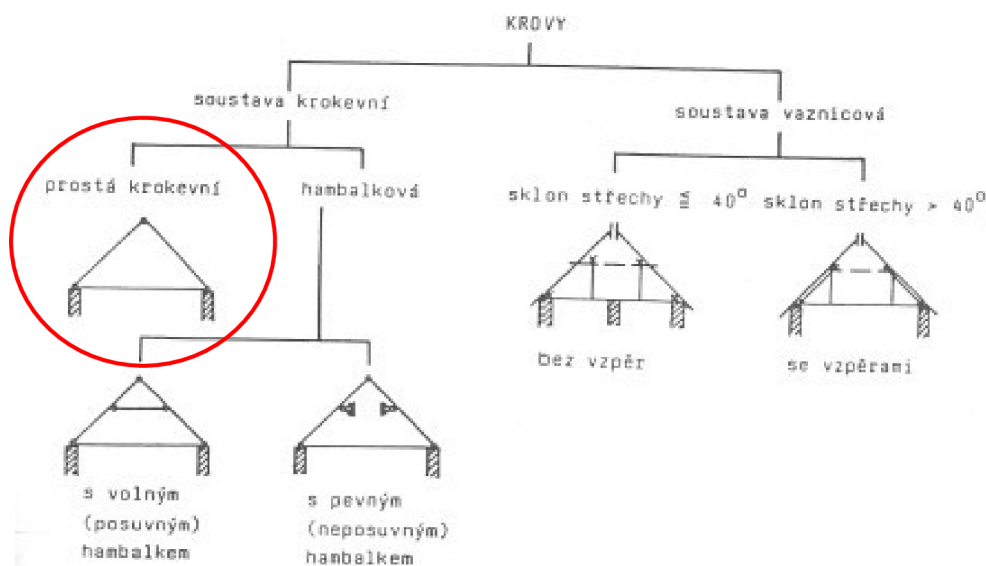 KROVY
soustava krokevní
soustava vaznicová
prostá krokevní
hambalková
sklon střechy ≦ 40°
sklon střechy > 40°
bez vzpěr
se vzpěrami
s volným
(posuvným)
hambalkem
s pevným
(neposuvným)
hambalkem